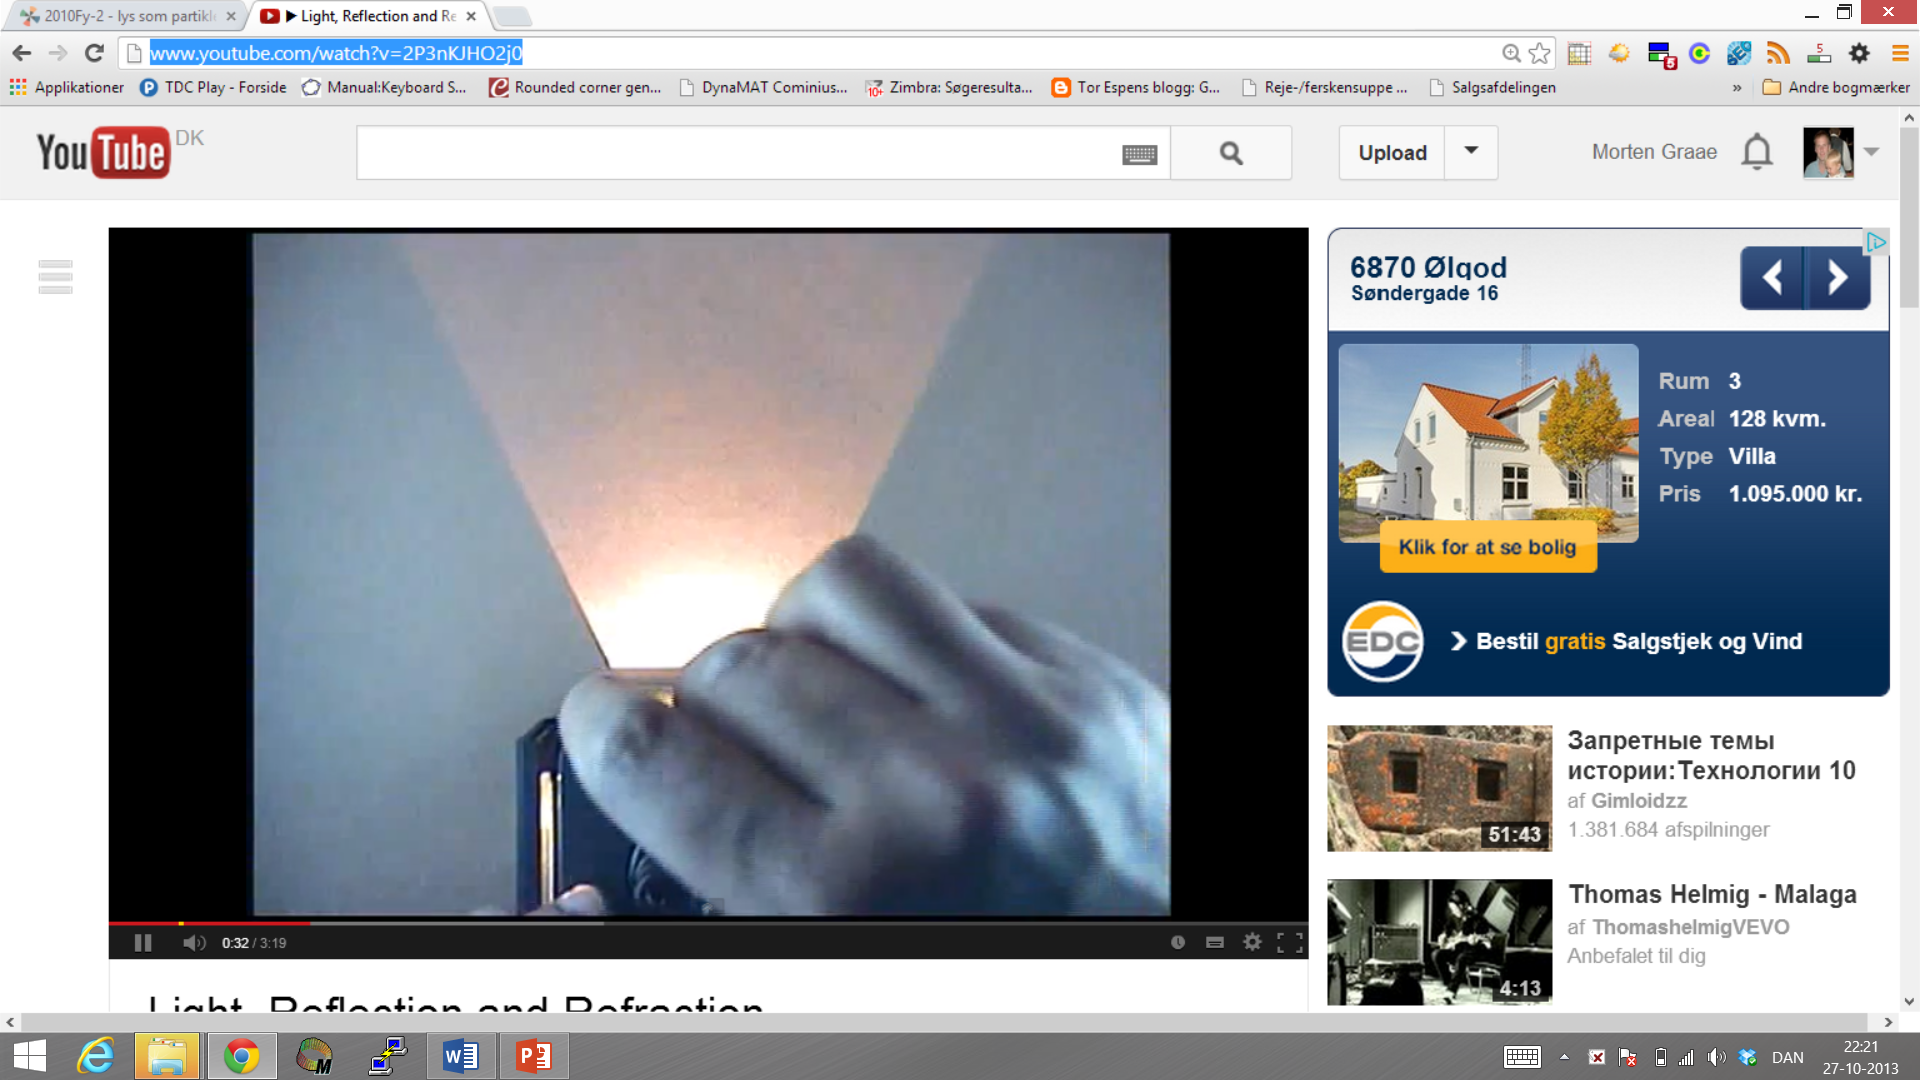 2010Fy-2 - lys som partikl
Light, Reflection and Re
www.youtube.com/watch?v=2P3nKJHO2j0
5
5
Applikationer
P TDC Play - Forside
Manual:Keyboard S...
Rounded corner gen...
DynaMAT Cominius...
10+ Zimbra: Søgeresulta...
Tor Espens blogg: G...
Reje-/ferskensuppe ...
Salgsafdelingen
»
Andre bogmærker
YouTube DK
Upload
Morten Graae
6870 Ølgod
Søndergade 16
Rum 3
Areal 128 kvm.
Type Villa
Pris 1.095.000 kr.
Klik for at se bolig
EDC
Bestil gratis Salgstjek og Vind
Запретные темы
истории:Технологии 10
af Gimloidzz
1.381.684 afspilninger
51:43
Thomas Helmig - Malaga
af ThomashelmigVEVO
Anbefalet til dig
4:13
0:32 / 3:19
Light, Reflection and Refraction
DAN
22:21
27-10-2013